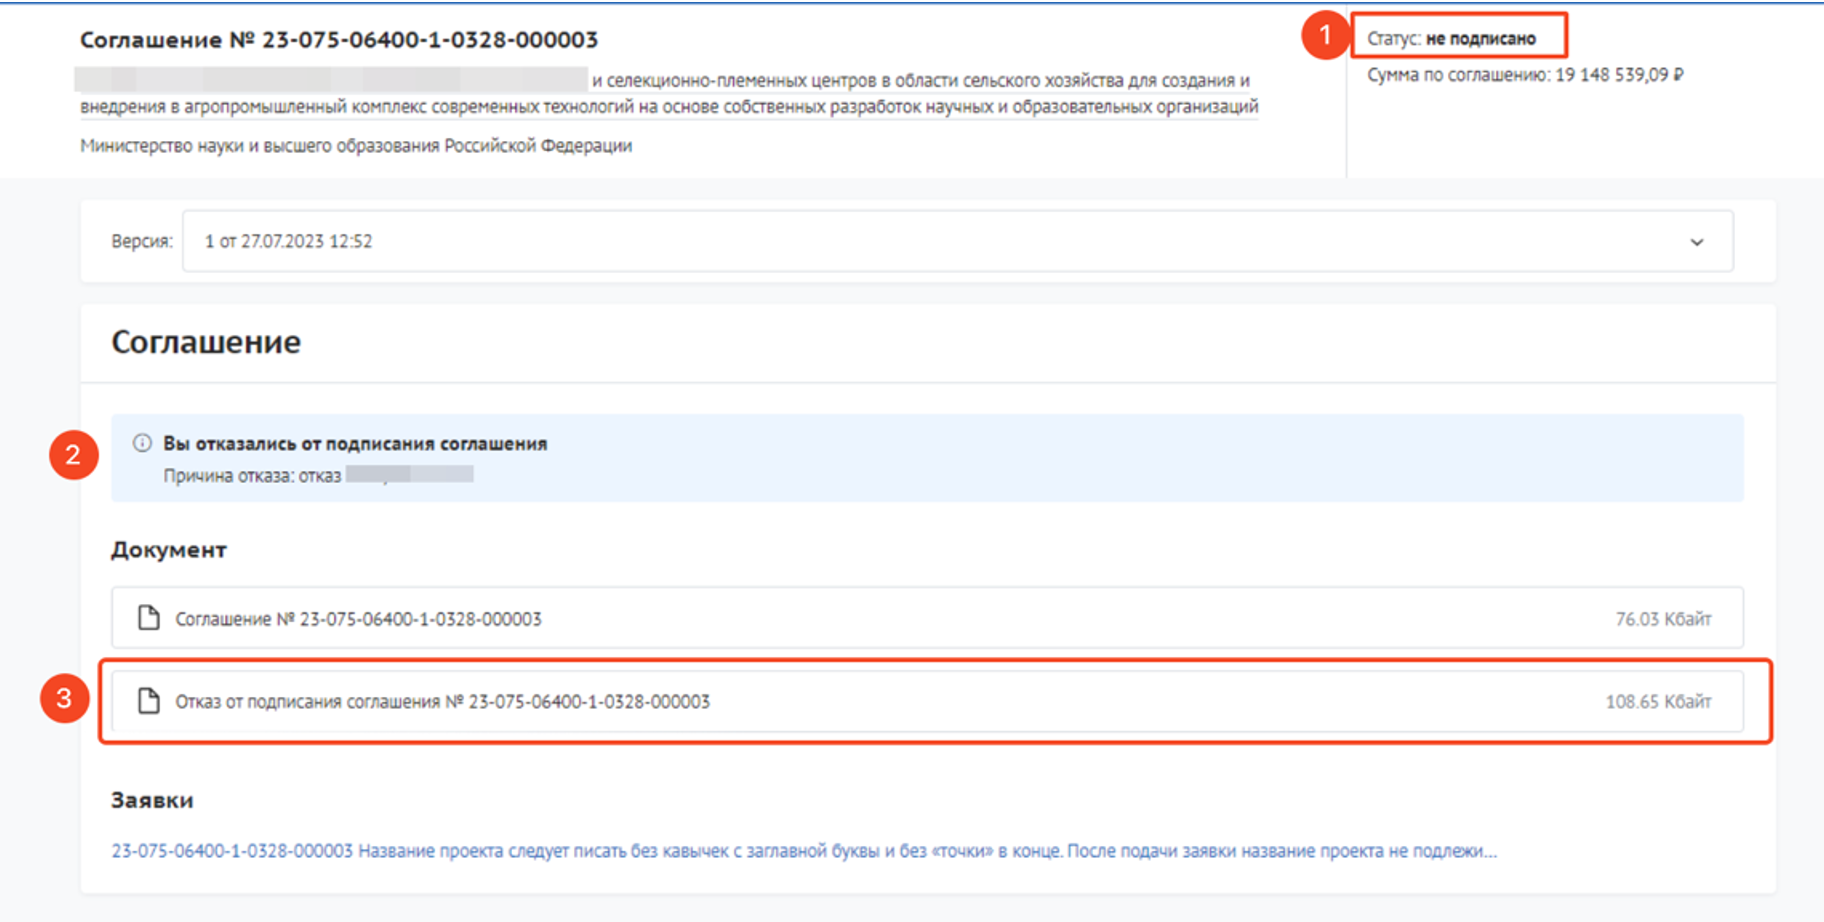 Соглашение № 23-075-06400-1-0328-000003
1
Статус: не подписано
и селекционно-племенных центров в области сельского хозяйства для создания и
внедрения в агропромышленный комплекс современных технологий на основе собственных разработок научных и образовательных организаций
Сумма по соглашению: 19 148 539,09 ₽
Министерство науки и высшего образования Российской Федерации
Версия: 1 от 27.07.2023 12:52
Соглашение
2
Вы отказались от подписания соглашения
Причина отказа: отказ
Документ
Соглашение № 23-075-06400-1-0328-000003 76.03 Кбайт
3
Отказ от подписания соглашения № 23-075-06400-1-0328-000003 108.65 Кбайт
Заявки
23-075-06400-1-0328-000003 Название проекта следует писать без кавычек с заглавной буквы и без «точки» в конце. После подачи заявки название проекта не подлежи...